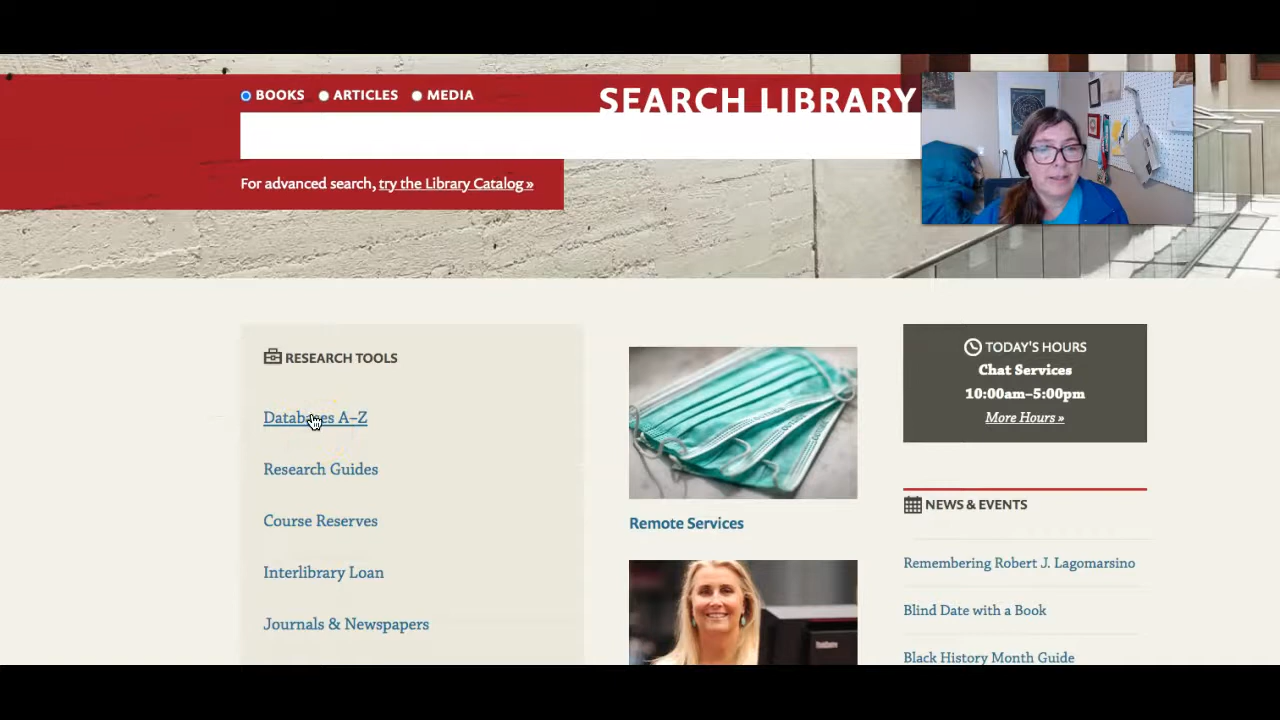 BOOKS ARTICLES MEDIA
SEARCH LIBRARY
For advanced search, try the Library Catalog »
RESEARCH TOOLS
Databases A–Z
Research Guides
Course Reserves
Interlibrary Loan
Journals & Newspapers
Remote Services
TODAY'S HOURS
Chat Services
10:00am–5:00pm
More Hours »
NEWS & EVENTS
Remembering Robert J. Lagomarsino
Blind Date with a Book
Black History Month Guide